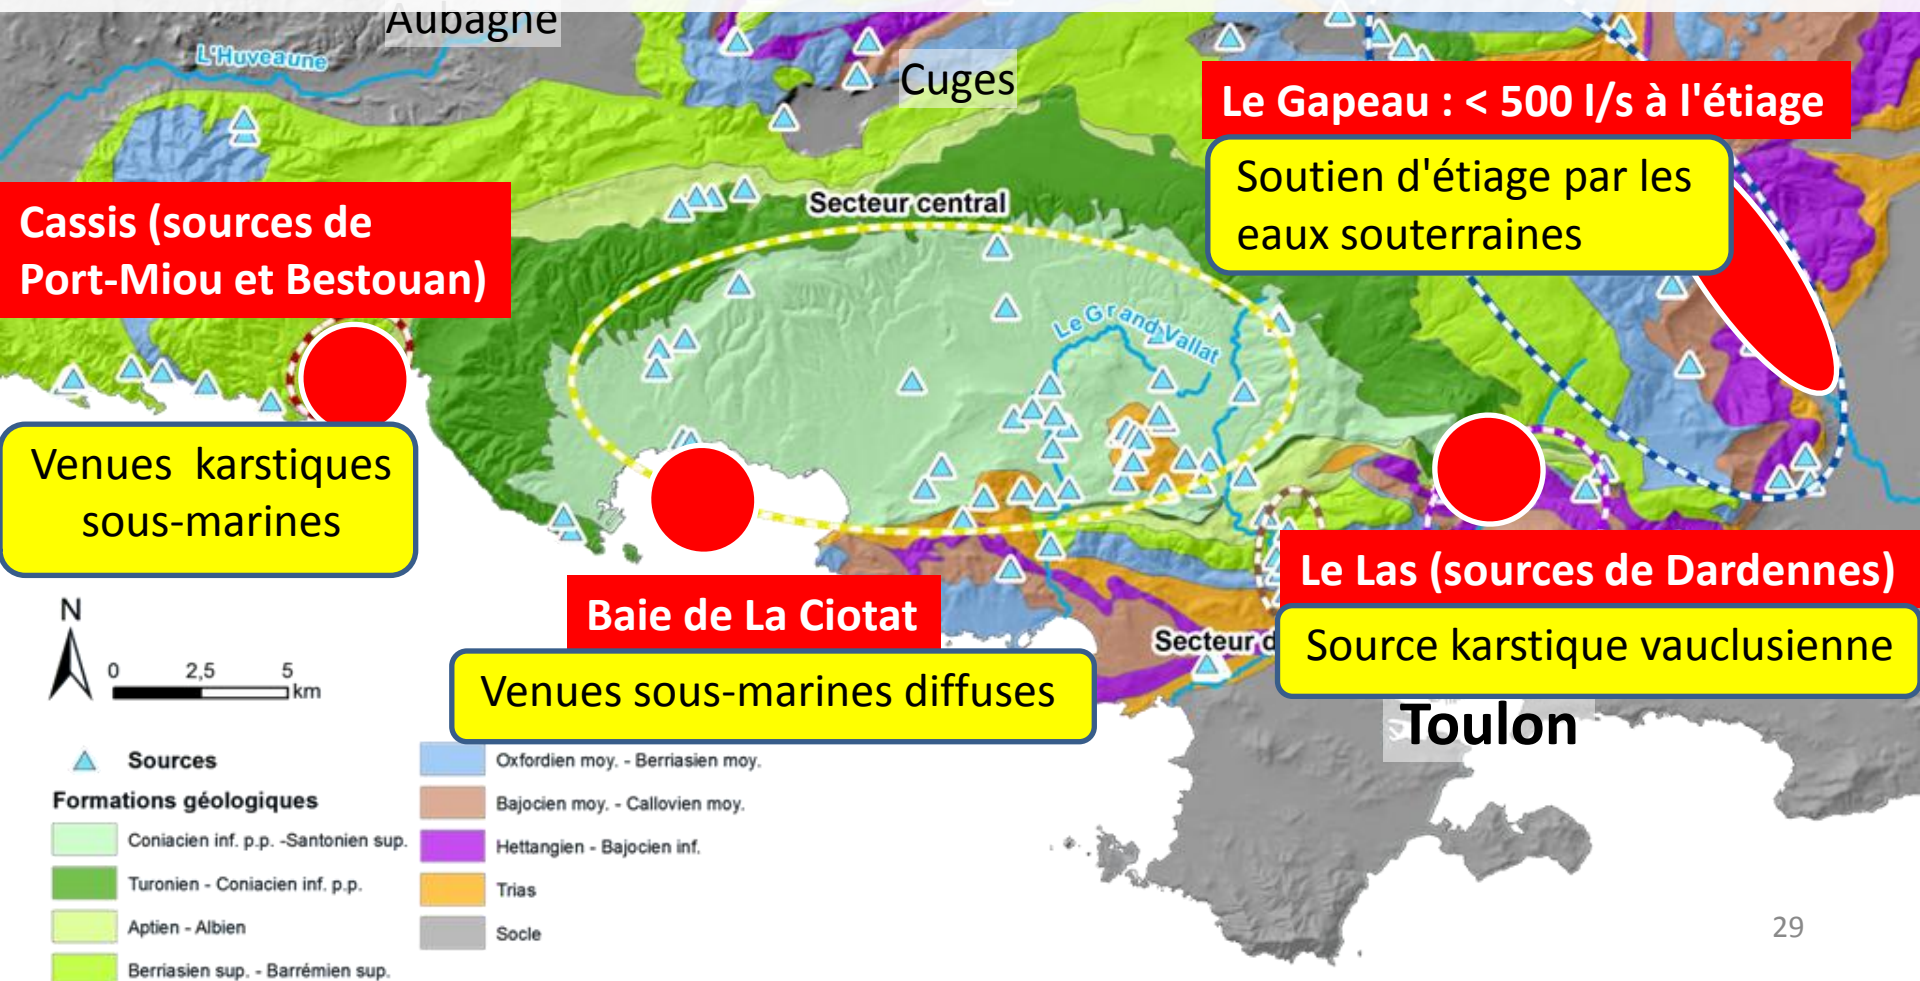 Aubagne
L'Huveaune
Cuges
Le Gapeau : < 500 l/s à l'étiage
Soutien d'étiage par les
eaux souterraines
Cassis (sources de
Port-Miou et Bestouan)
Secteur central
Le Grand Vallat
Venues karstiques
sous-marines
Baie de La Ciotat
Venues sous-marines diffuses
Le Las (sources de Dardennes)
Source karstique vauclusienne
Secteur d
Toulon
N
0 2,5 5
km
Sources
Formations géologiques
Coniacien inf. p.p. -Santonien sup.
Turonien - Coniacien inf. p.p.
Aptien - Albien
Berriasien sup. - Barrémien sup.
Oxfordien moy. - Berriasien moy.
Bajocien moy. - Callovien moy.
Hettangien - Bajocien inf.
Trias
Socle
29